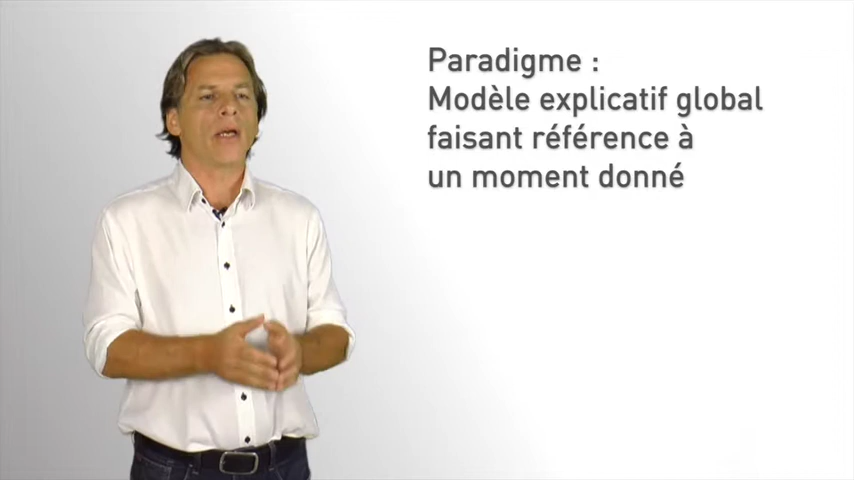 Paradigme :
Modèle explicatif global
faisant référence à
un moment donné